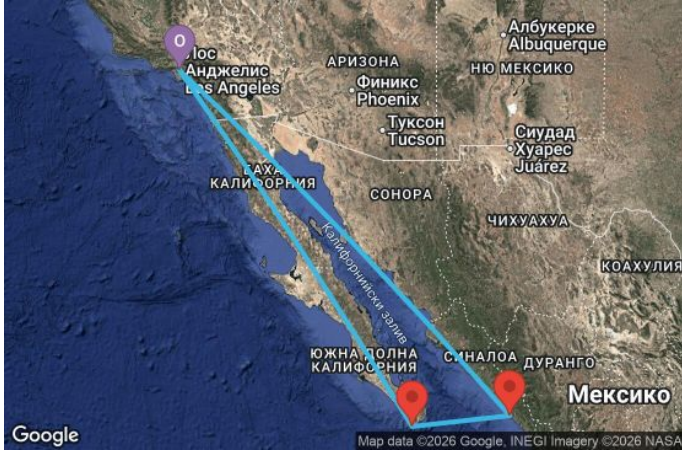 О
Лос
Анджелис
Los Angeles
АРИЗОНА
Финикс
Phoenix
Албукерке
Albuquerque
НЮ МЕКСИКО
Тусон
Tucson
Сиудад
Хуарес
Juárez
БАХА
КАЛИФОРНИЯ
СОНОРА
ЧИХУАХУА
КОАХУИЛА
Калифорнийски залив
ЮЖНА ДОЛНА
КАЛИФОРНИЯ
СИНАЛОА
ДУРАНГО
Мексико
Google
Map data ©2026 Google, INEGI Imagery ©2026 NASA